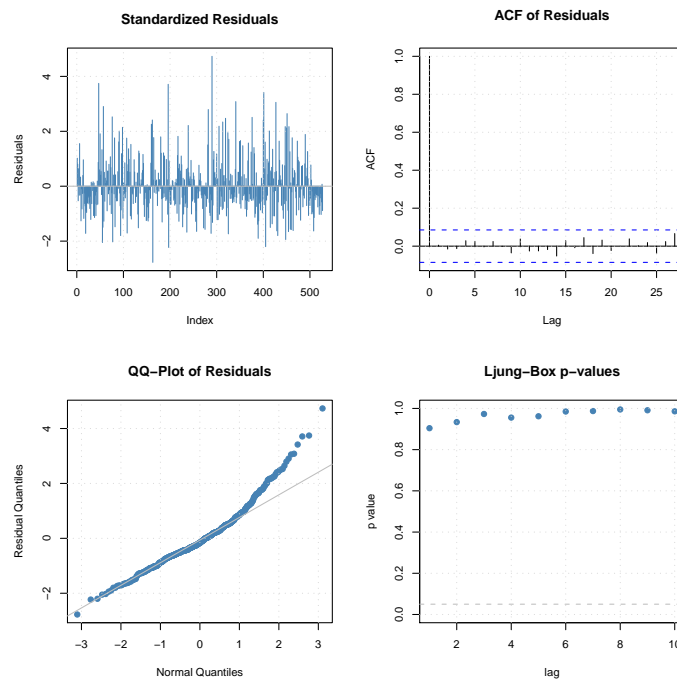 Standardized Residuals
Residuals
4
2
0
−2
0 100 200 300 400 500
Index
ACF of Residuals
ACF
1.0
0.8
0.6
0.4
0.2
0.0
0 5 10 15 20 25
Lag
QQ−Plot of Residuals
Residual Quantiles
4
2
0
−2
−3 −2 −1 0 1 2 3
Normal Quantiles
Ljung−Box p−values
p value
1.0
0.8
0.6
0.4
0.2
0.0
2 4 6 8 10
lag